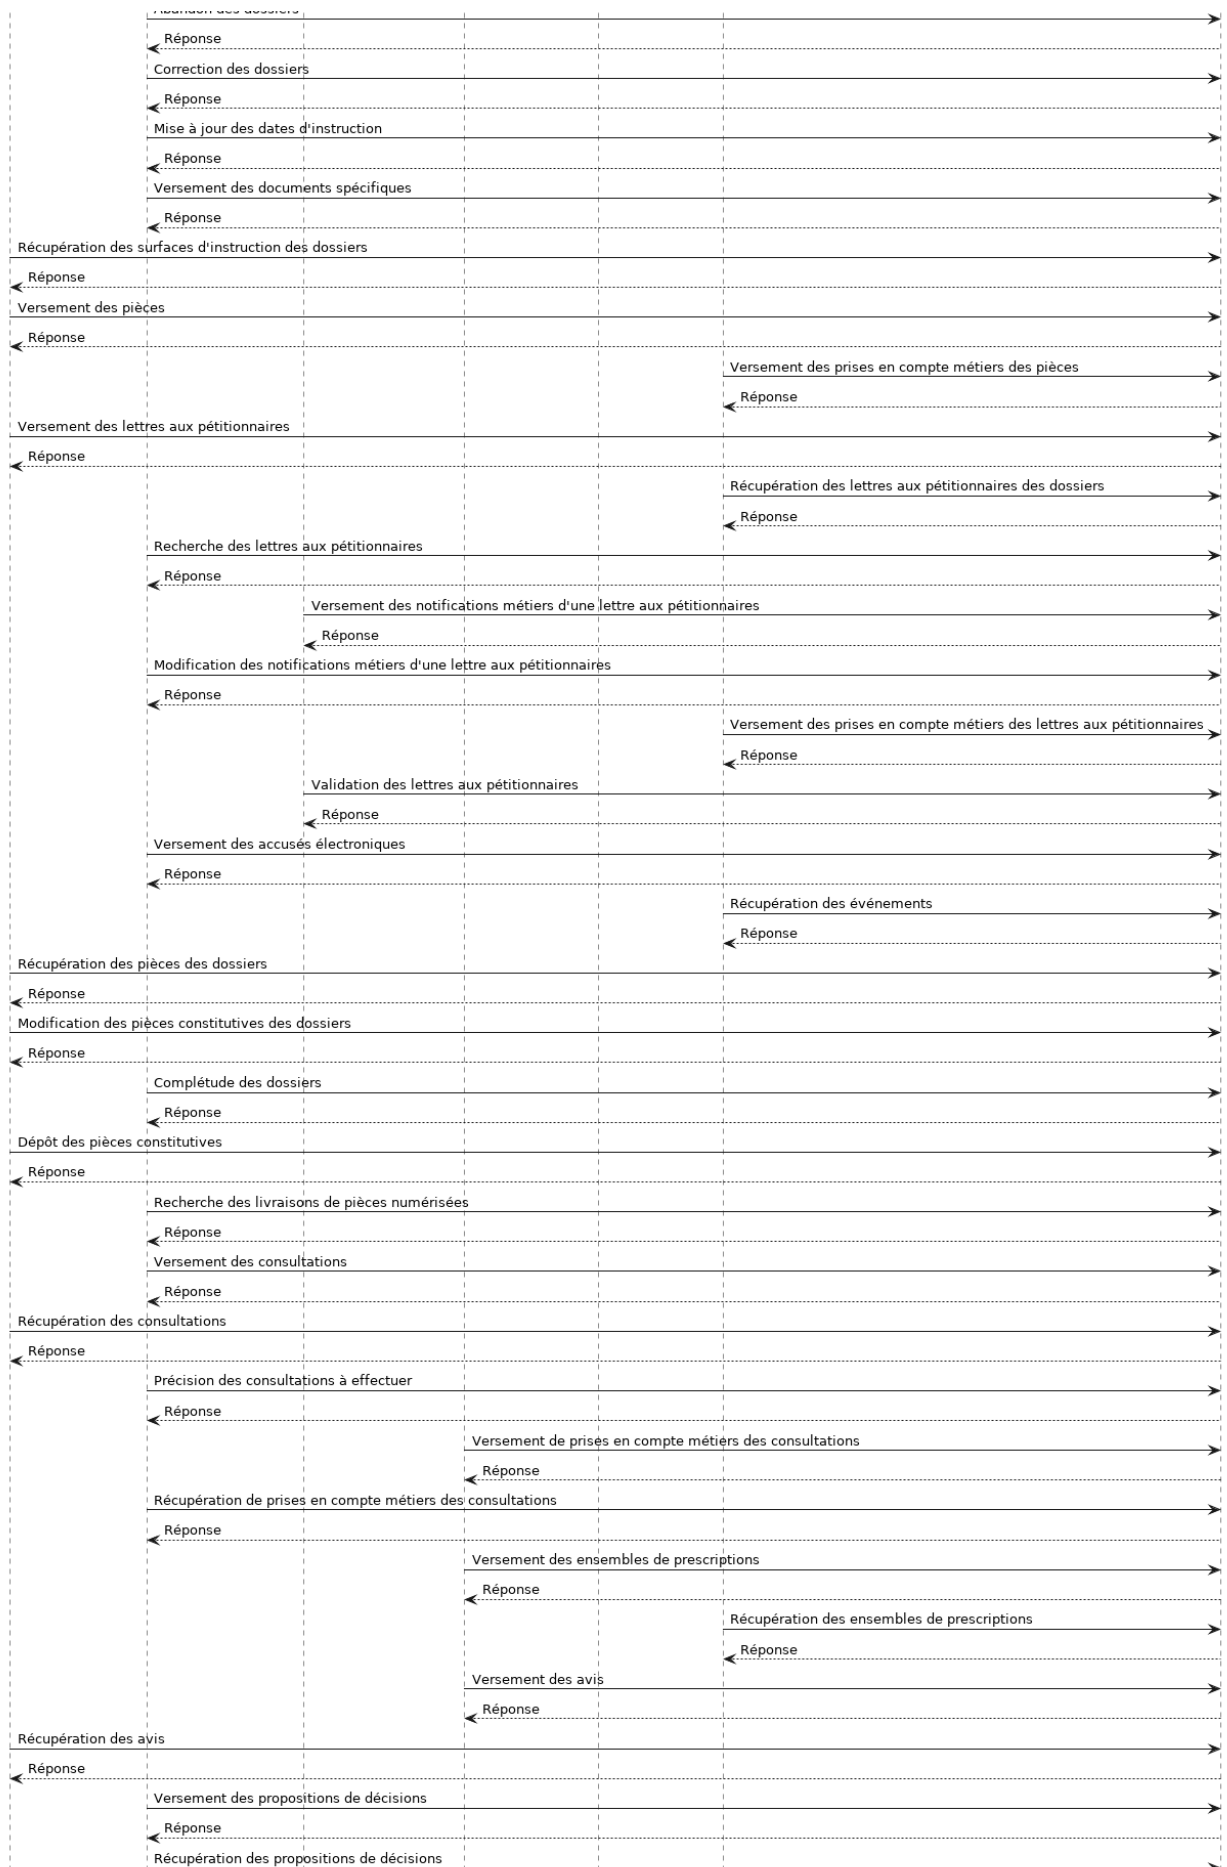 Abandon des dossiers
Réponse
Correction des dossiers
Réponse
Mise à jour des dates d'instruction
Réponse
Versement des documents spécifiques
Réponse
Récupération des surfaces d'instruction des dossiers
Réponse
Versement des pièces
Réponse
Versement des prises en compte métiers des pièces
Réponse
Versement des lettres aux pétitionnaires
Réponse
Récupération des lettres aux pétitionnaires des dossiers
Réponse
Recherche des lettres aux pétitionnaires
Réponse
Versement des notifications métiers d'une lettre aux pétitionnaires
Réponse
Modification des notifications métiers d'une lettre aux pétitionnaires
Réponse
Versement des prises en compte métiers des lettres aux pétitionnaires
Réponse
Validation des lettres aux pétitionnaires
Réponse
Versement des accusés électroniques
Réponse
Récupération des événements
Réponse
Récupération des pièces des dossiers
Réponse
Modification des pièces constitutives des dossiers
Réponse
Complétude des dossiers
Réponse
Dépôt des pièces constitutives
Réponse
Recherche des livraisons de pièces numérisées
Réponse
Versement des consultations
Réponse
Récupération des consultations
Réponse
Précision des consultations à effectuer
Réponse
Versement de prises en compte métiers des consultations
Réponse
Récupération de prises en compte métiers des consultations
Réponse
Versement des ensembles de prescriptions
Réponse
Récupération des ensembles de prescriptions
Réponse
Versement des avis
Réponse
Récupération des avis
Réponse
Versement des propositions de décisions
Réponse
Récupération des propositions de décisions